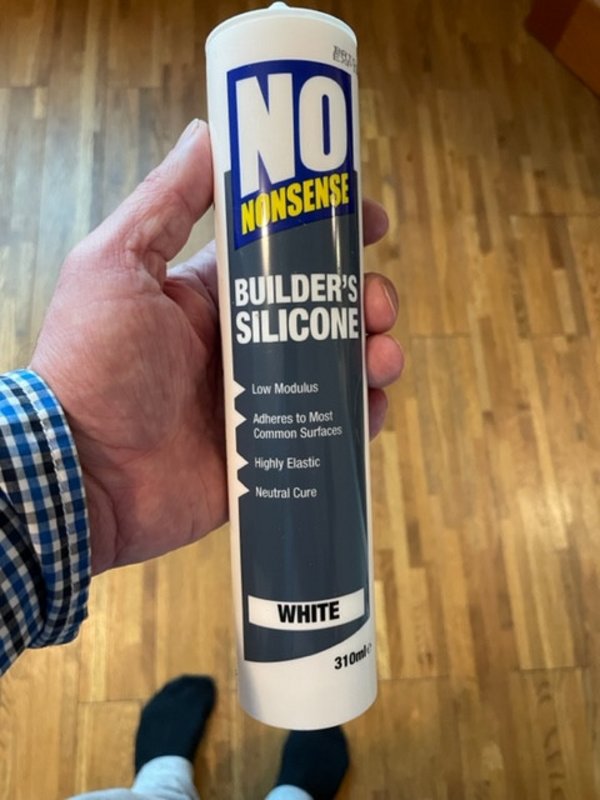 NO
NONSENSE
BUILDER'S
SILICONE
Low Modulus
Adheres to Most
Common Surfaces
Highly Elastic
Neutral Cure
WHITE
310ml e